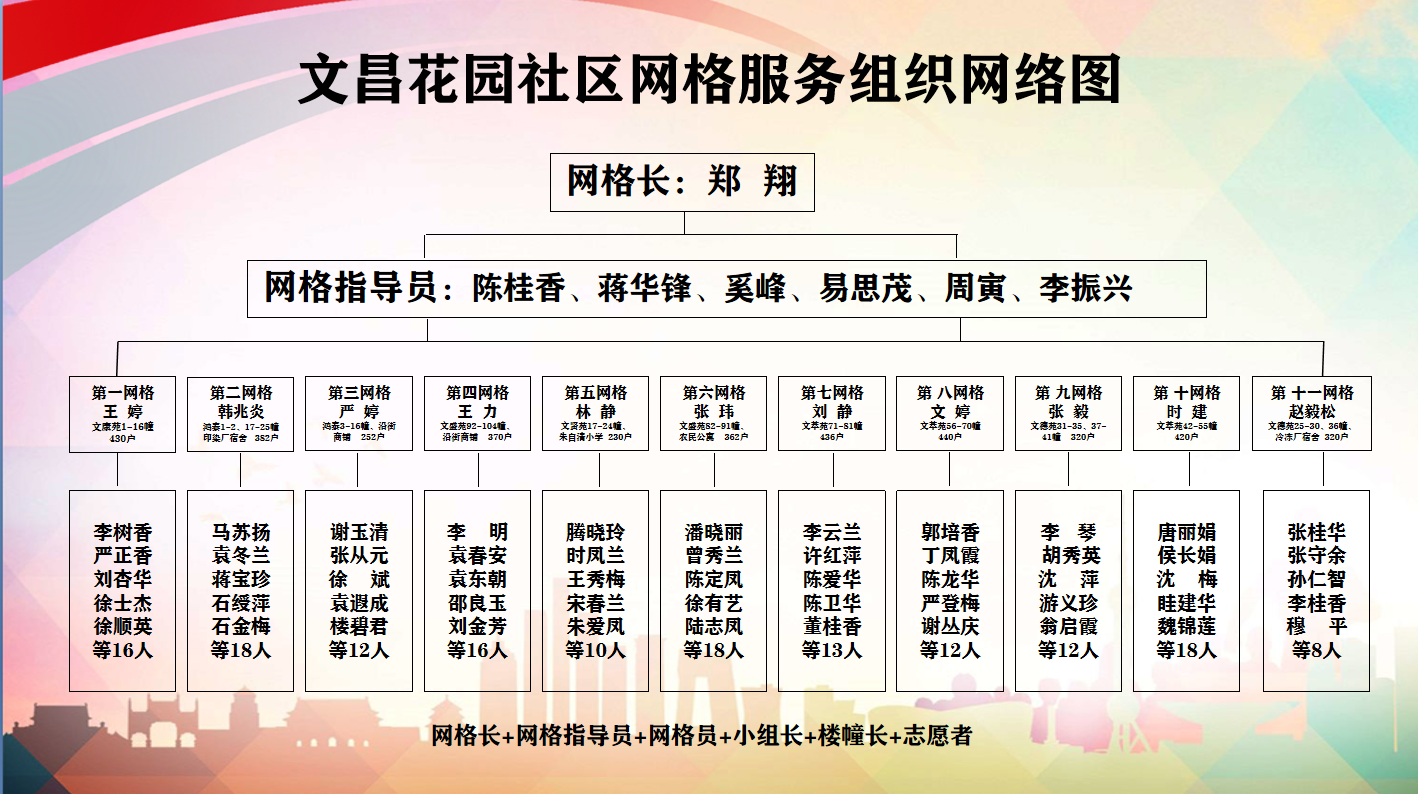 文昌花园社区网格服务组织网络图
网格长：郑 翔
网格指导员：陈桂香、蒋华锋、奚峰、易思茂、周寅、李振兴
第一网格
王 婷
文康苑1-16幢
430户
李树香
严正香
刘杏华
徐士杰
徐顺英
等16人
第二网格
韩兆炎
鸿泰1-2、17-25幢
印染厂宿舍 382户
马苏扬
袁冬兰
蒋宝珍
石绶萍
石金梅
等18人
第三网格
严 婷
鸿泰3-16幢、沿街
商铺 252户
谢玉清
张从元
徐 斌
袁遐成
楼碧君
等12人
第四网格
王 力
文盛苑92-104幢、
沿街商铺 370户
李 明
袁春安
袁东朝
邵良玉
刘金芳
等16人
第五网格
林 静
文贤苑17-24幢、
朱自清小学 230户
腾晓玲
时凤兰
王秀梅
宋春兰
朱爱凤
等10人
第六网格
张 玮
文盛苑82-91幢、
农民公寓 362户
潘晓丽
曾秀兰
陈定凤
徐有艺
陆志凤
等18人
第七网格
刘 静
文萃苑71-81幢
436户
李云兰
许红萍
陈爱华
陈卫华
董桂香
等13人
第 八网格
文 婷
文萃苑56-70幢
440户
郭培香
丁凤霞
陈龙华
严登梅
谢丛庆
等12人
第 九网格
张 毅
文德苑31-35、37-
41幢 320户
李 琴
胡秀英
沈 萍
游义珍
翁启霞
等12人
第 十网格
时 建
文萃苑42-55幢
420户
唐丽娟
侯长娟
沈 梅
眭建华
魏锦莲
等18人
第 十一网格
赵毅松
文德苑25-30、36幢、
冷冻厂宿舍 320户
张桂华
张守余
孙仁智
李桂香
穆 平
等8人
网格长+网格指导员+网格员+小组长+楼幢长+志愿者